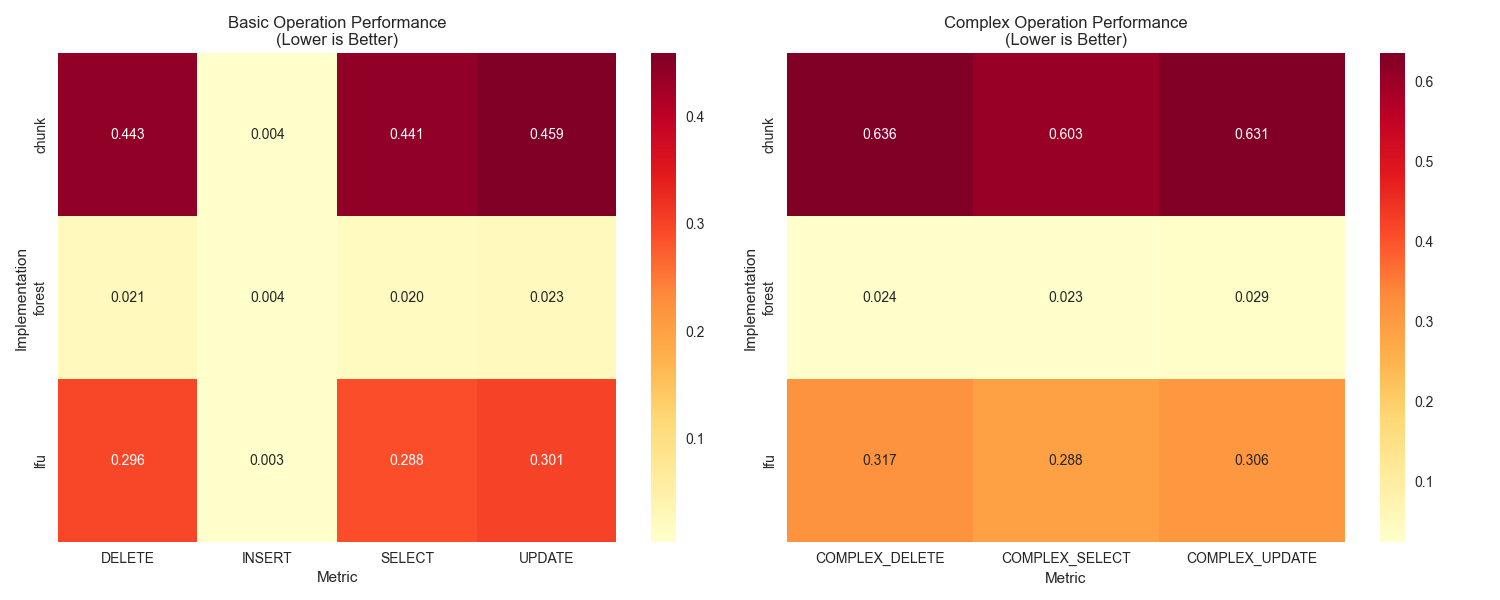 Basic Operation Performance
(Lower is Better)
chunk
forest
lfu
Implementation
0.443 0.004 0.441 0.459
0.021 0.004 0.020 0.023
0.296 0.003 0.288 0.301
DELETE INSERT SELECT UPDATE
Metric
0.4
0.3
0.2
0.1
Complex Operation Performance
(Lower is Better)
chunk
forest
lfu
Implementation
0.636 0.603 0.631
0.024 0.023 0.029
0.317 0.288 0.306
COMPLEX_DELETE COMPLEX_SELECT COMPLEX_UPDATE
Metric
0.6
0.5
0.4
0.3
0.2
0.1